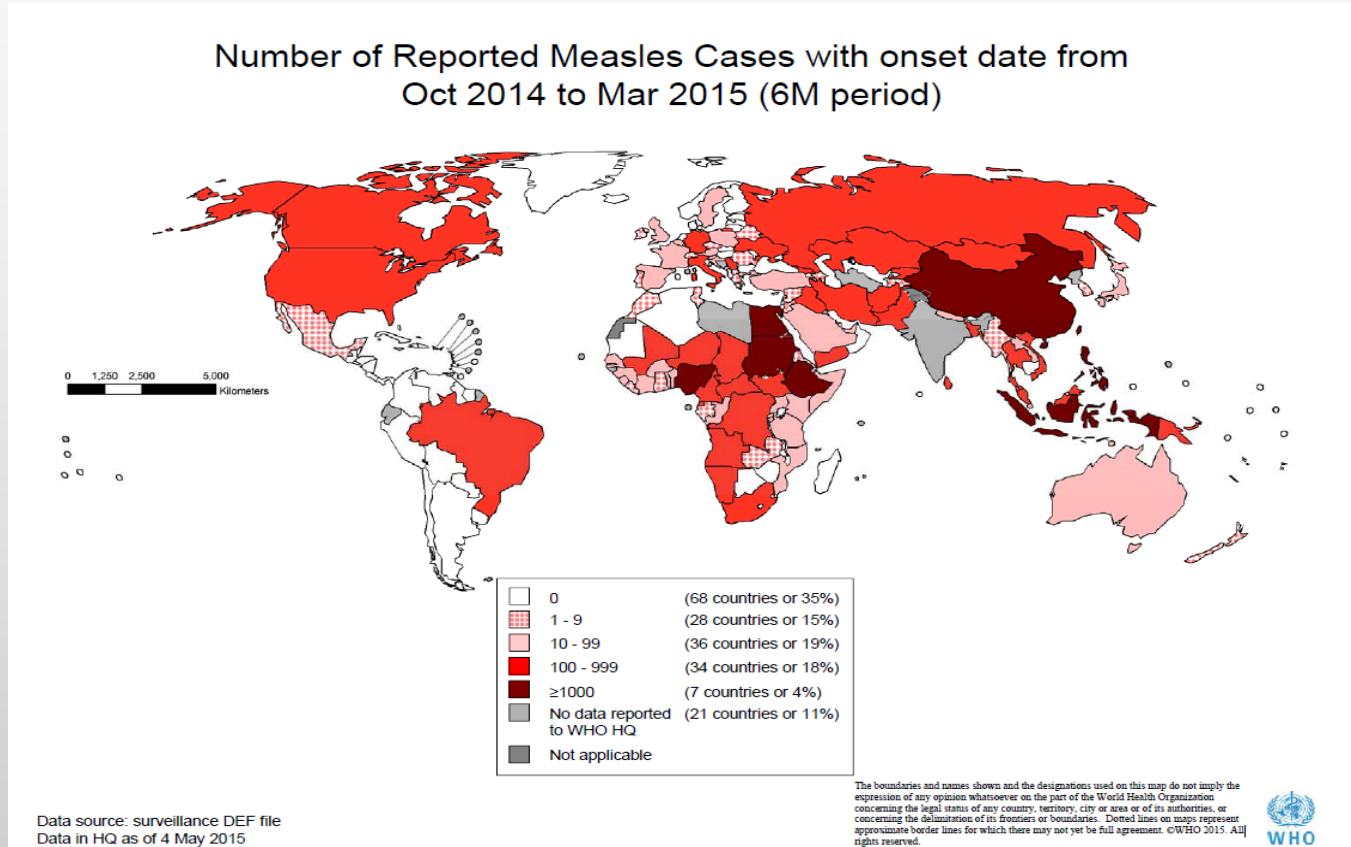 Number of Reported Measles Cases with onset date from
Oct 2014 to Mar 2015 (6M period)
0 1,250 2,500 5,000
Kilometers
0 (68 countries or 35%)
1 - 9 (28 countries or 15%)
10 - 99 (36 countries or 19%)
100 - 999 (34 countries or 18%)
≥1000 (7 countries or 4%)
No data reported (21 countries or 11%)
to WHO HQ
Not applicable
The boundaries and names shown and the designations used on this map do not imply the
expression of any opinion whatsoever on the part of the World Health Organization
concerning the legal status of any country, territory, city or area or of its authorities, or
concerning the delimitation of its frontiers or boundaries. Dotted lines on maps represent
approximate border lines for which there may not yet be full agreement. ©WHO 2015. All
rights reserved.
Data source: surveillance DEF file
Data in HQ as of 4 May 2015
WHO